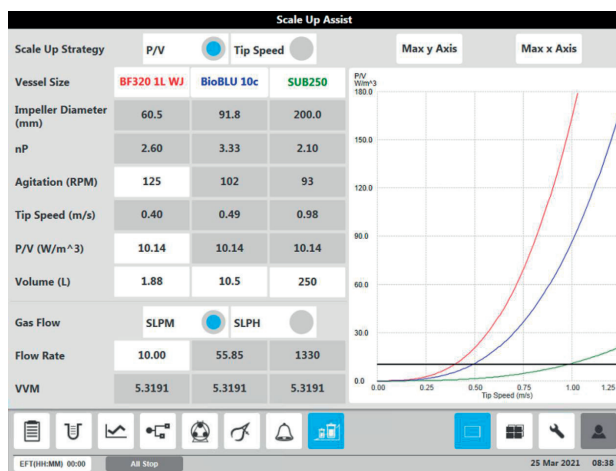 Scale Up Assist
Scale Up Strategy P/V Tip Speed Max y Axis Max x Axis
Vessel Size BF320 1L WJ BioBLU 10c SUB250
Impeller Diameter (mm) 60.5 91.8 200.0
nP 2.60 3.33 2.10
Agitation (RPM) 125 102 93
Tip Speed (m/s) 0.40 0.49 0.98
P/V (W/m^3) 10.14 10.14 10.14
Volume (L) 1.88 10.5 250
Gas Flow SLPM SLPH
Flow Rate 10.00 55.85 1330
VVM 5.3191 5.3191 5.3191
P/V
W/m^3
180.0
150.0
120.0
90.0
60.0
30.0
0.0
0.00 0.25 0.50 0.75 1.00 1.25
Tip Speed (m/s)
EFT(HH:MM) 00:00 All Stop 25 Mar 2021 08:38